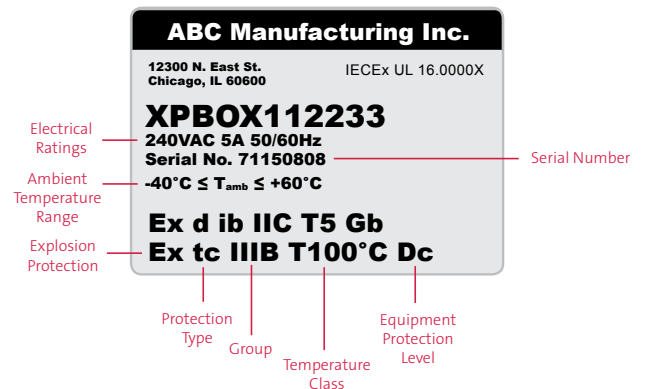 ABC Manufacturing Inc.
12300 N. East St.
Chicago, IL 60600
IECEx UL 16.0000X
XPBOX112233
Electrical
Ratings
240VAC 5A 50/60Hz
Serial No. 71150808
Serial Number
Ambient
Temperature
Range
-40°C ≤ Tamb ≤ +60°C
Ex d ib IIC T5 Gb
Explosion
Protection
Ex tc IIIB T100°C Dc
Protection
Type
Group
Temperature
Class
Equipment
Protection
Level